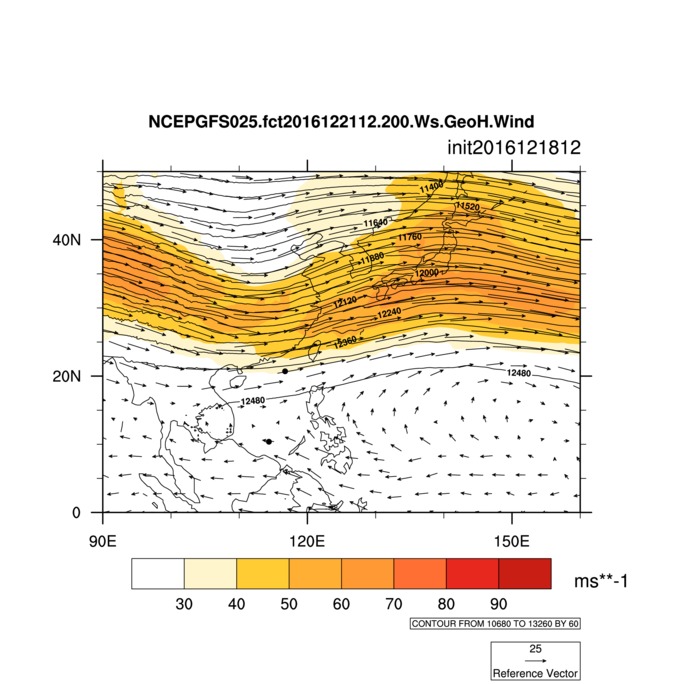 NCEPGFS025.fct2016122112.200.Ws.GeoH.Wind
init2016121812
11400
11520
11640
40N
11760
11880
12000
12120
12240
12360
20N
12480
12480
0
90E 120E 150E
ms**-1
30 40 50 60 70 80 90
CONTOUR FROM 10680 TO 13260 BY 60
25
Reference Vector